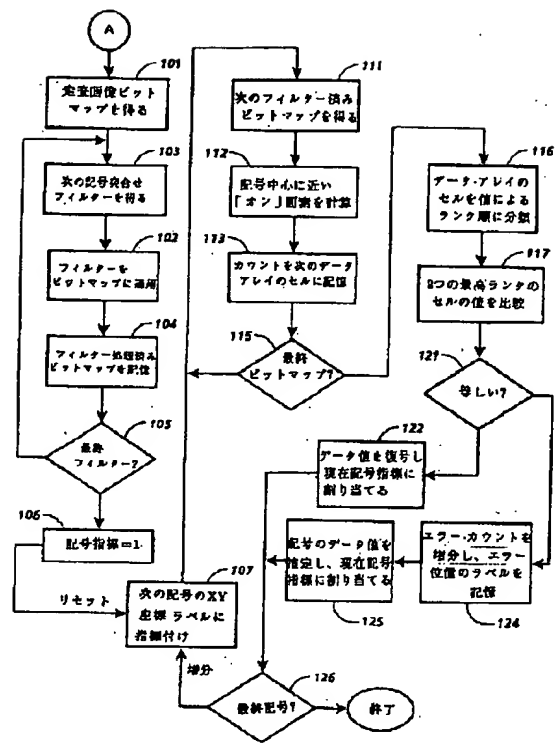 A
101
走査画像ビット
マップを得る
103
次の記号突合せ
フィルターを得る
102
フィルターを
ビットマップに適用
104
フィルター処理済み
ビットマップを記憶
105
最終
フィルター?
106
記号指標=1
リセット
107
次の記号のXY
座標ラベルに
指標付け
増分
111
次のフィルター済み
ビットマップを得る
112
記号中心に近い
「オン」画素を計算
113
カウントを次のデータ
アレイのセルに記憶
115
最終
ビットマップ?
116
データ・アレイの
セルを値による
ランク順に分類
117
2つの最高ランクの
セルの値を比較
121
等しい?
122
データ値を復号し
現在記号指標に
割り当てる
124
エラー・カウントを
増分し、エラー
位置のラベルを
記憶
125
記号のデータ値を
推定し、現在記号
指標に割り当てる
126
最終記号?
終了